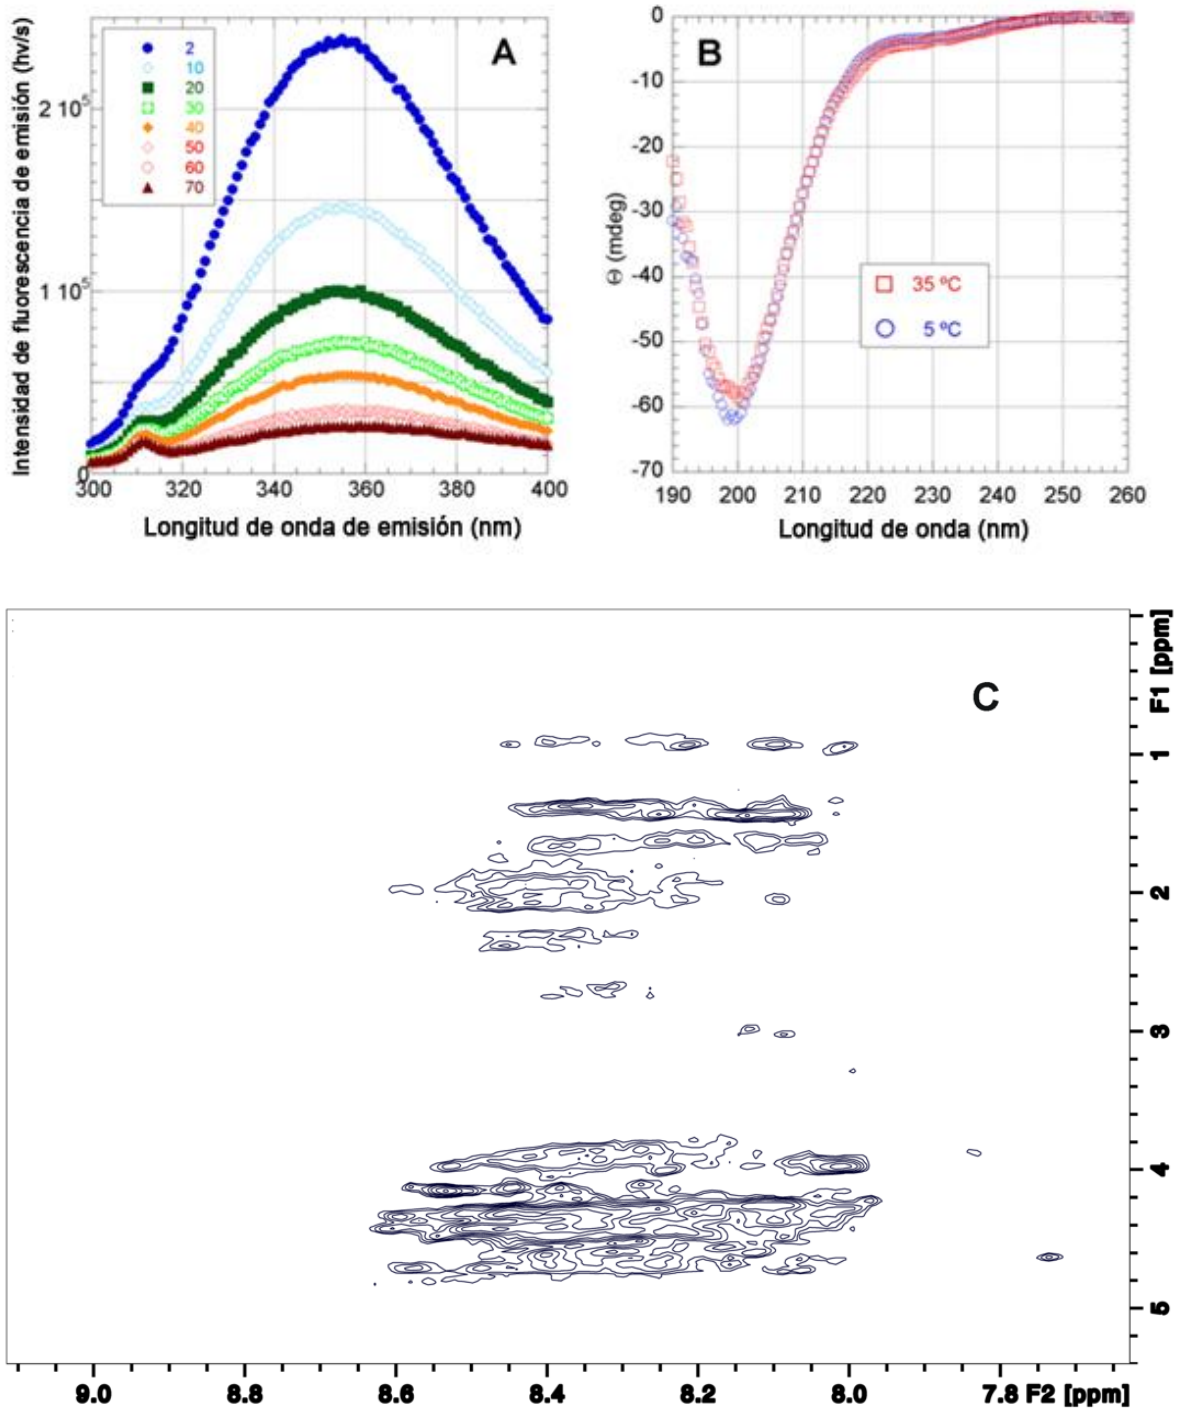 A
Intensidad de fluorescencia de emisión (hv/s)
2
10
20
30
40
50
60
70
2 10⁵
1 10⁵
0
300 320 340 360 380 400
Longitud de onda de emisión (nm)
B
Θ (mdeg)
0
-10
-20
-30
-40
-50
-60
-70
35 ºC
5 ºC
190 200 210 220 230 240 250 260
Longitud de onda (nm)
C
F1 [ppm]
1
2
3
4
5
9.0 8.8 8.6 8.4 8.2 8.0 7.8 F2 [ppm]